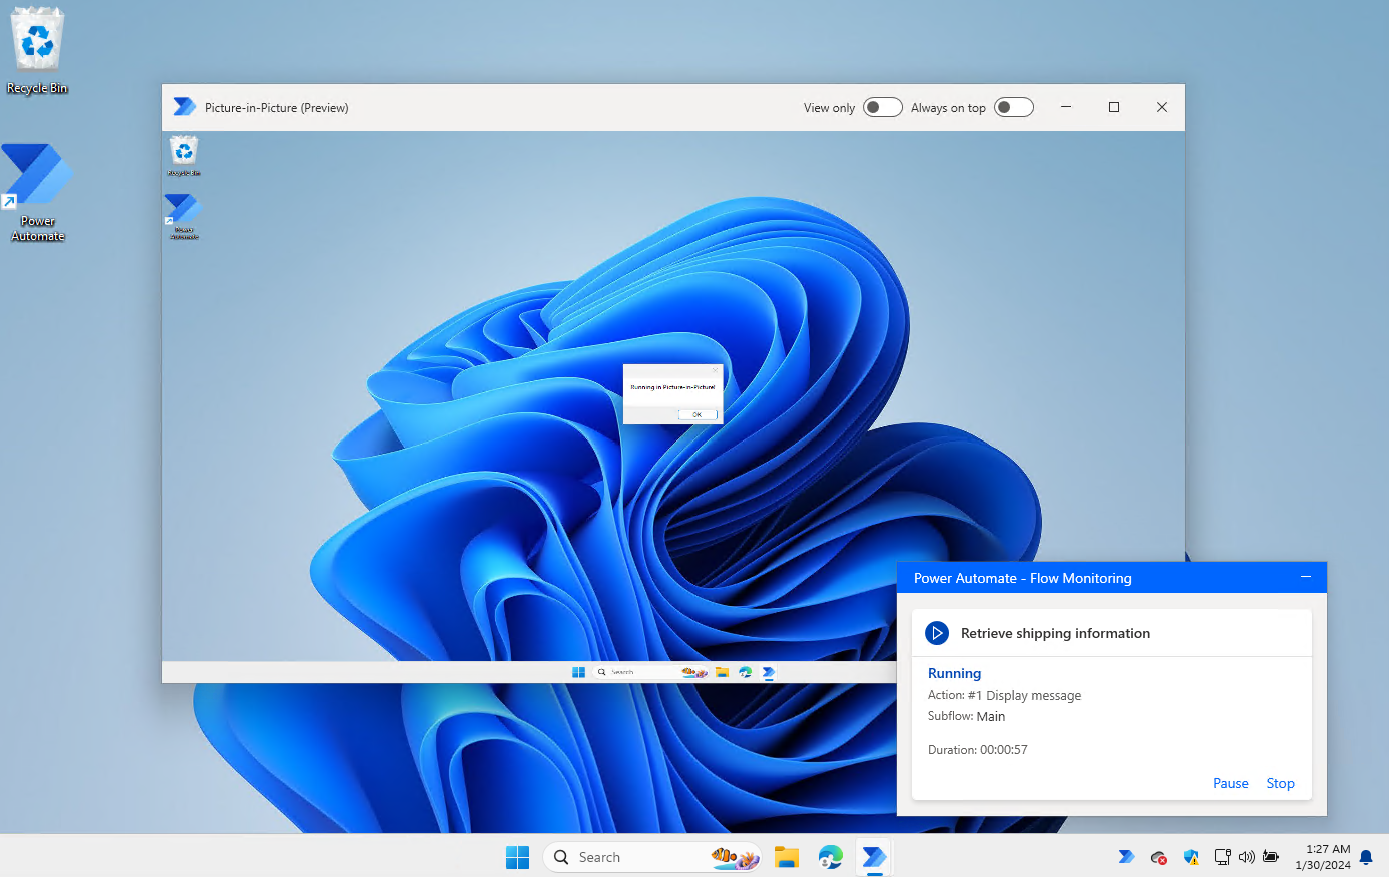 Recycle Bin
Power
Automate
Picture-in-Picture (Preview)
View only
Always on top
Recycle Bin
Power
Automate
Running in Picture-in-Picture!
OK
Search
Power Automate - Flow Monitoring
Retrieve shipping information
Running
Action: #1 Display message
Subflow: Main
Duration: 00:00:57
Pause
Stop
Search
1:27 AM
1/30/2024